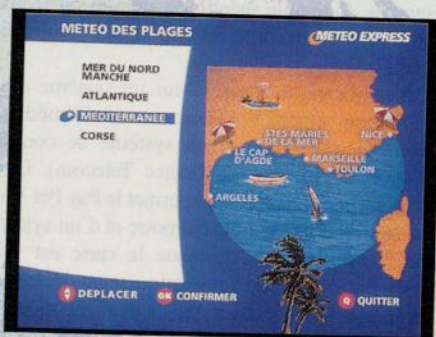 METEO DES PLAGES
METEO EXPRESS
MER DU NORD
MANCHE
ATLANTIQUE
MEDITERRANEE
CORSE
STES-MARIES
DE LA MER
NICE
LE CAP
D'AGDE
MARSEILLE
TOULON
ARGELES
DEPLACER
OK CONFIRMER
Q QUITTER